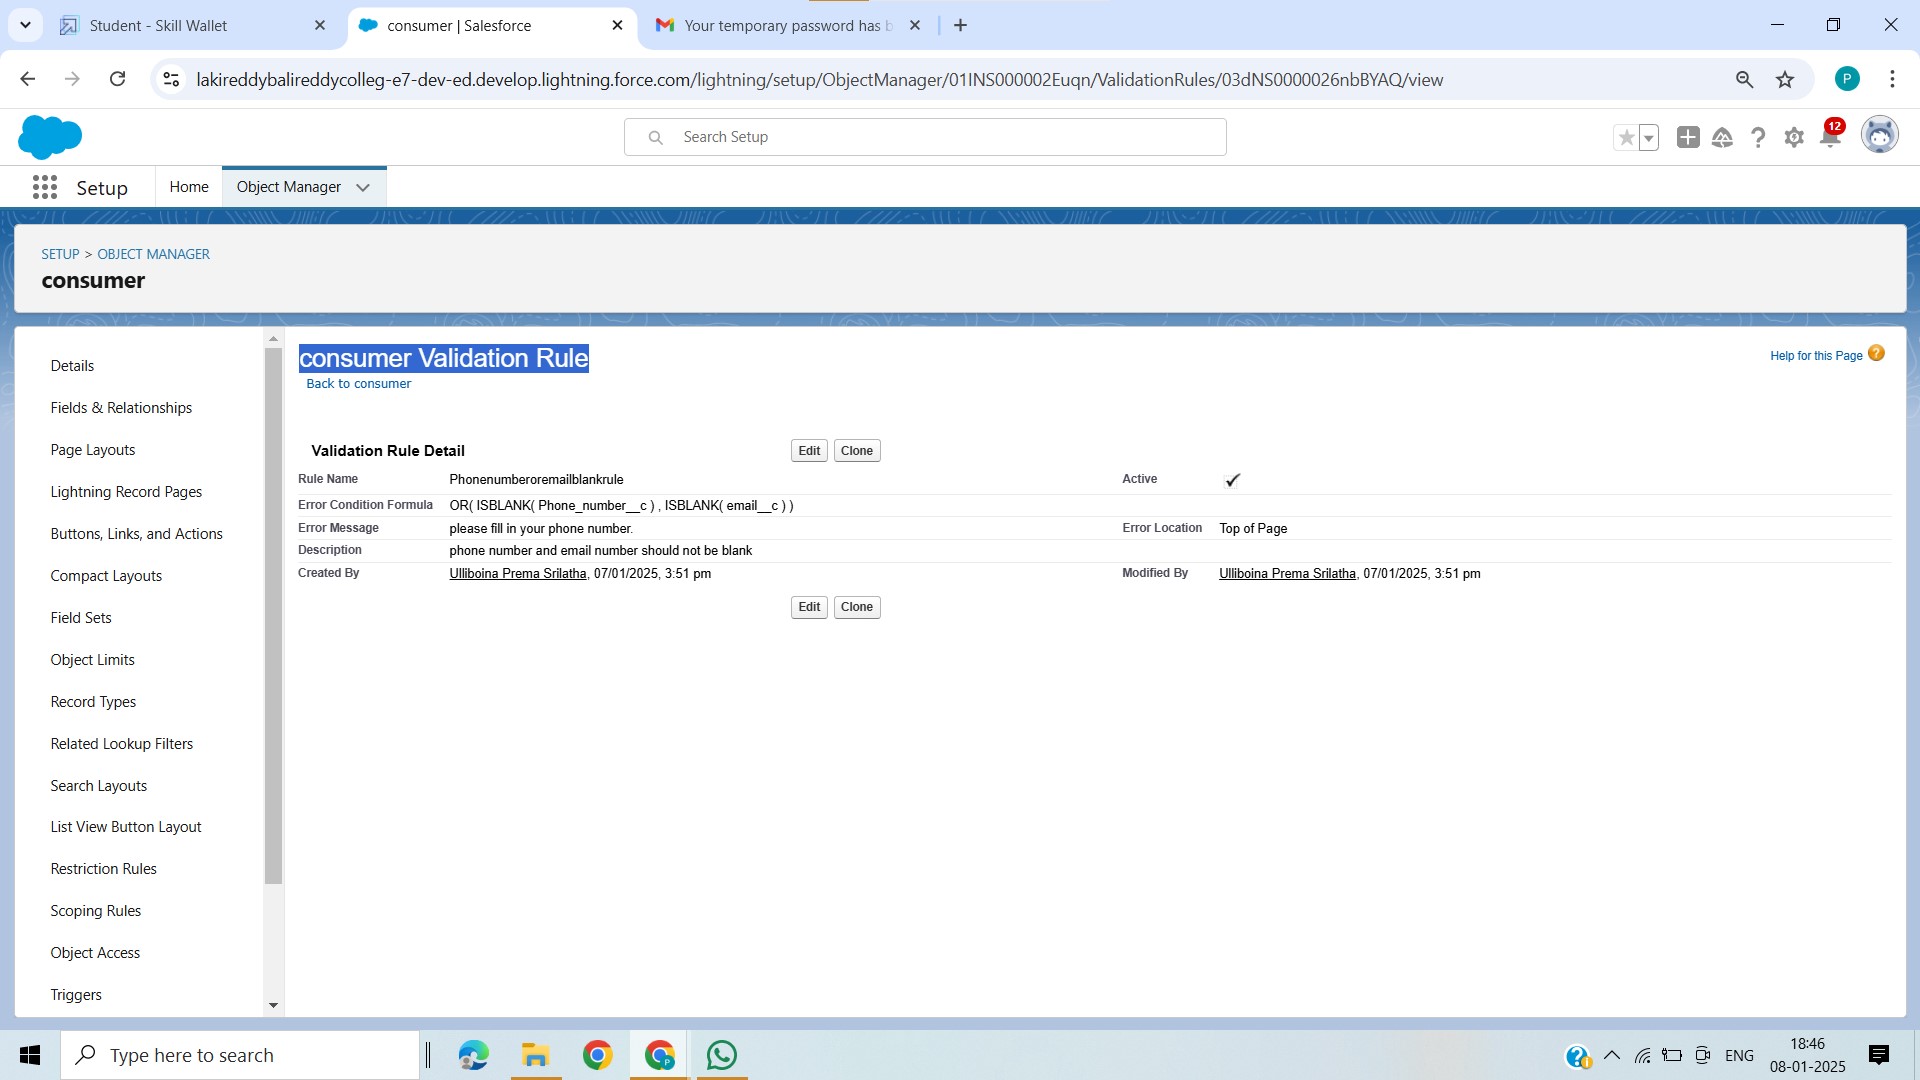 Student - Skill Wallet
consumer | Salesforce
Your temporary password has b
lakireddybalireddycolleg-e7-dev-ed.develop.lightning.force.com/lightning/setup/ObjectManager/01INS000002Euqn/ValidationRules/03dNS0000026nbBYAQ/view
P
Search Setup
12
Setup
Home
Object Manager
SETUP > OBJECT MANAGER
consumer
Details
Fields & Relationships
Page Layouts
Lightning Record Pages
Buttons, Links, and Actions
Compact Layouts
Field Sets
Object Limits
Record Types
Related Lookup Filters
Search Layouts
List View Button Layout
Restriction Rules
Scoping Rules
Object Access
Triggers
consumer Validation Rule
Help for this Page
Back to consumer
Validation Rule Detail
Edit Clone
Rule Name Phonenumberoremailblankrule Active
Error Condition Formula OR( ISBLANK( Phone_number__c ) , ISBLANK( email__c ) )
Error Message please fill in your phone number. Error Location Top of Page
Description phone number and email number should not be blank
Created By Ulliboina Prema Srilatha, 07/01/2025, 3:51 pm Modified By Ulliboina Prema Srilatha, 07/01/2025, 3:51 pm
Edit Clone
Type here to search
ENG
18:46
08-01-2025